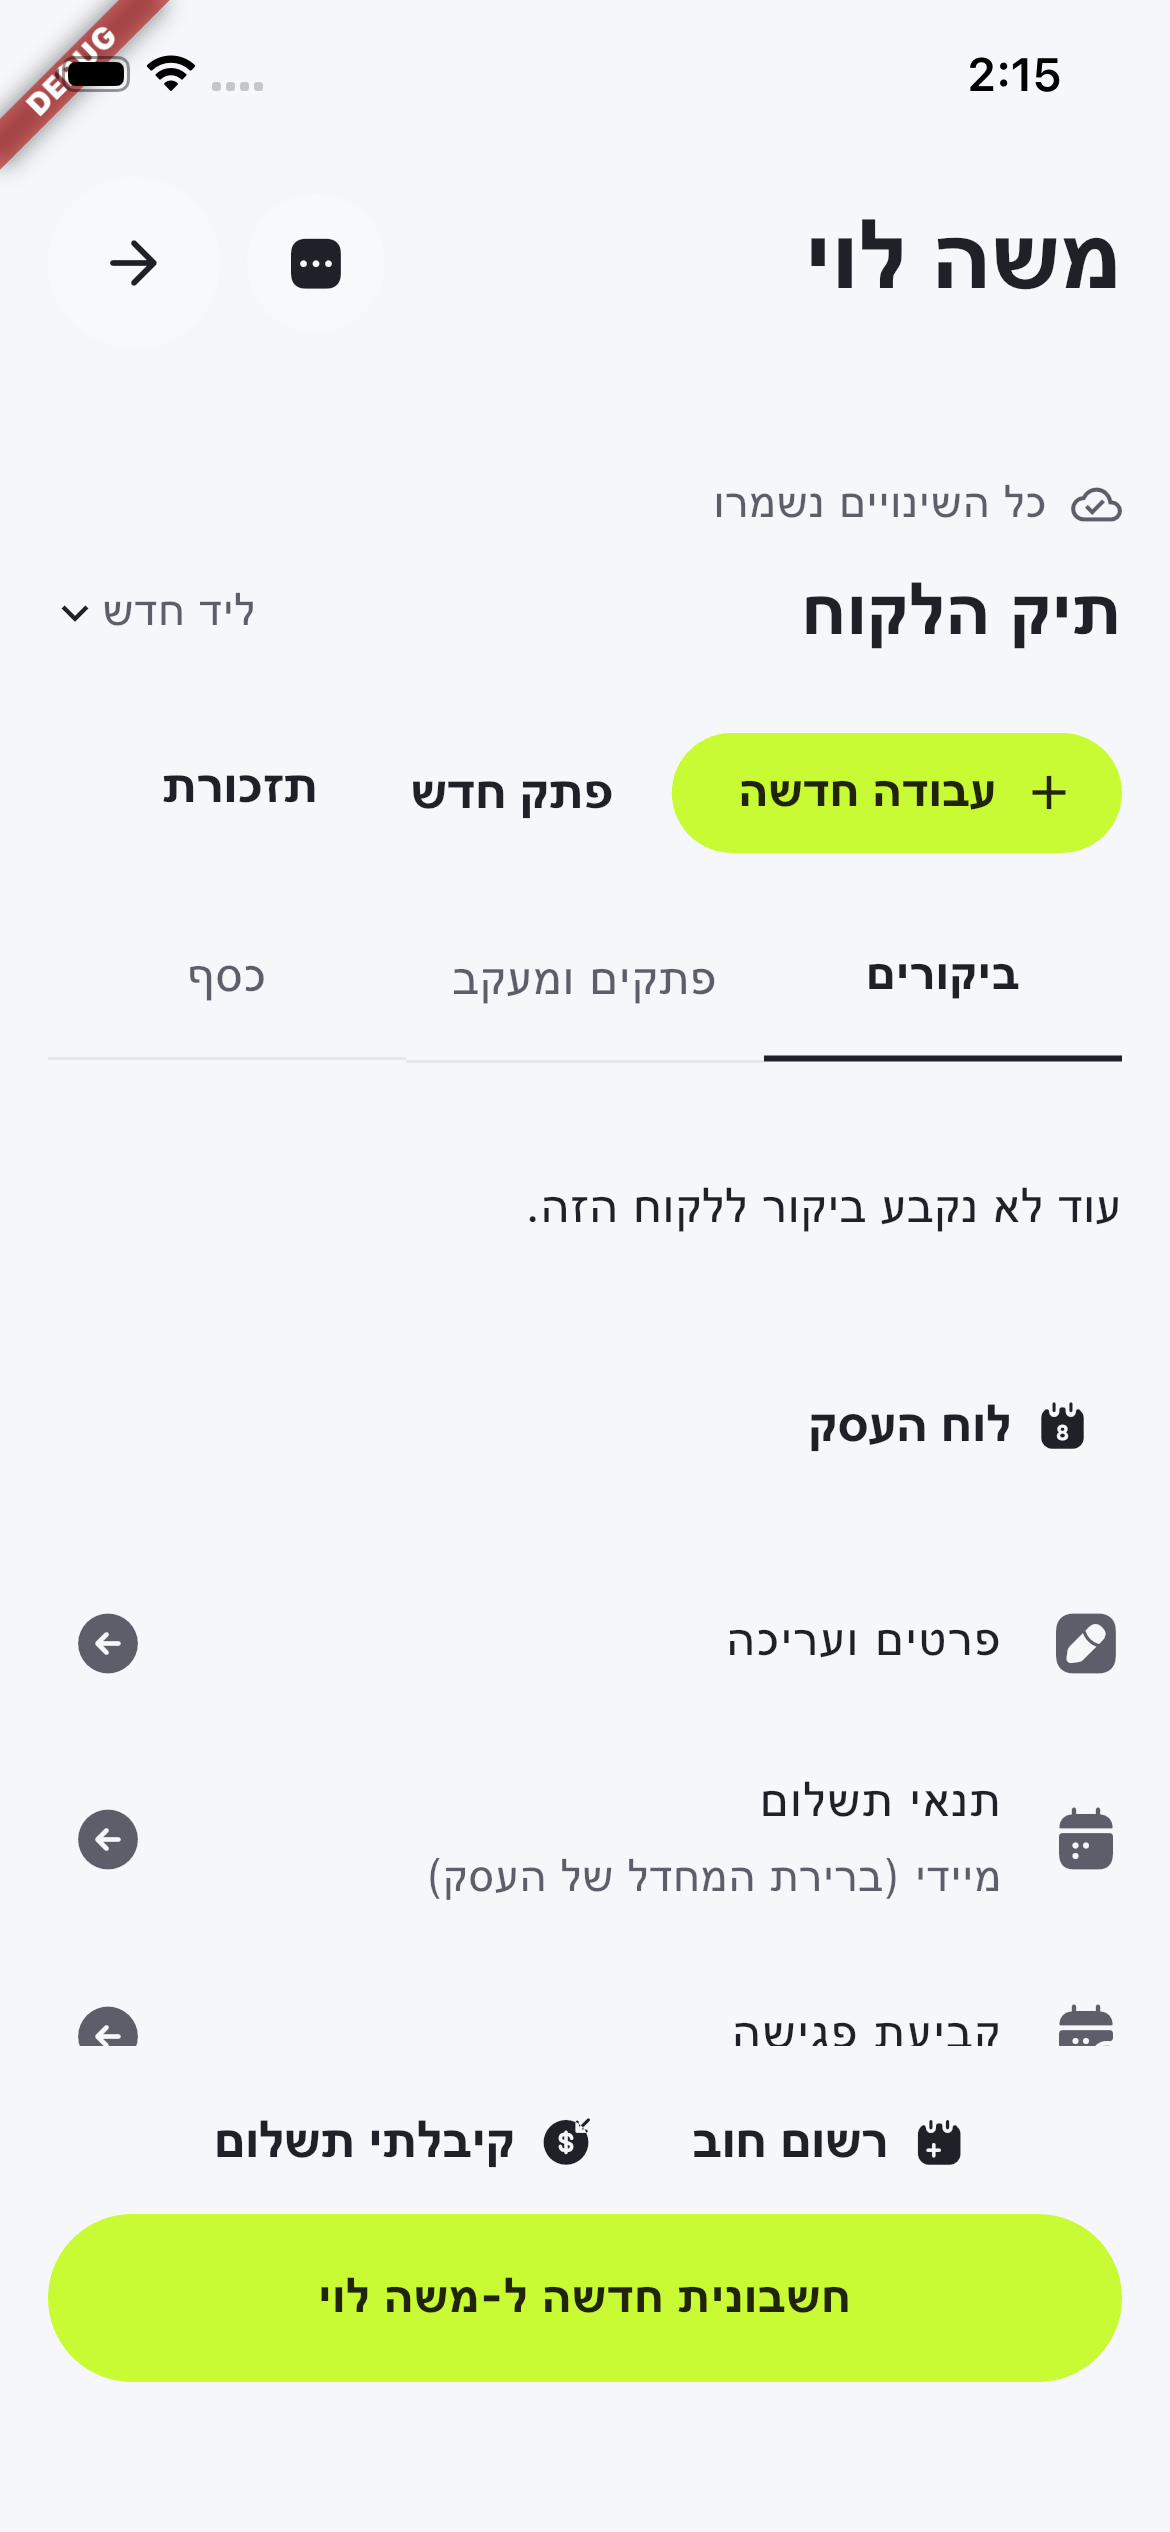 DEBUG
2:15
משה לוי
כל השינויים נשמרו
תיק הלקוח
ליד חדש
עבודה חדשה
פתק חדש
תזכורת
ביקורים
פתקים ומעקב
כסף
עוד לא נקבע ביקור ללקוח הזה.
8 לוח העסק
פרטים ועריכה
תנאי תשלום
מיידי (ברירת המחדל של העסק)
קביעת פגישה
רשום חוב
$ קיבלתי תשלום
חשבונית חדשה ל-משה לוי